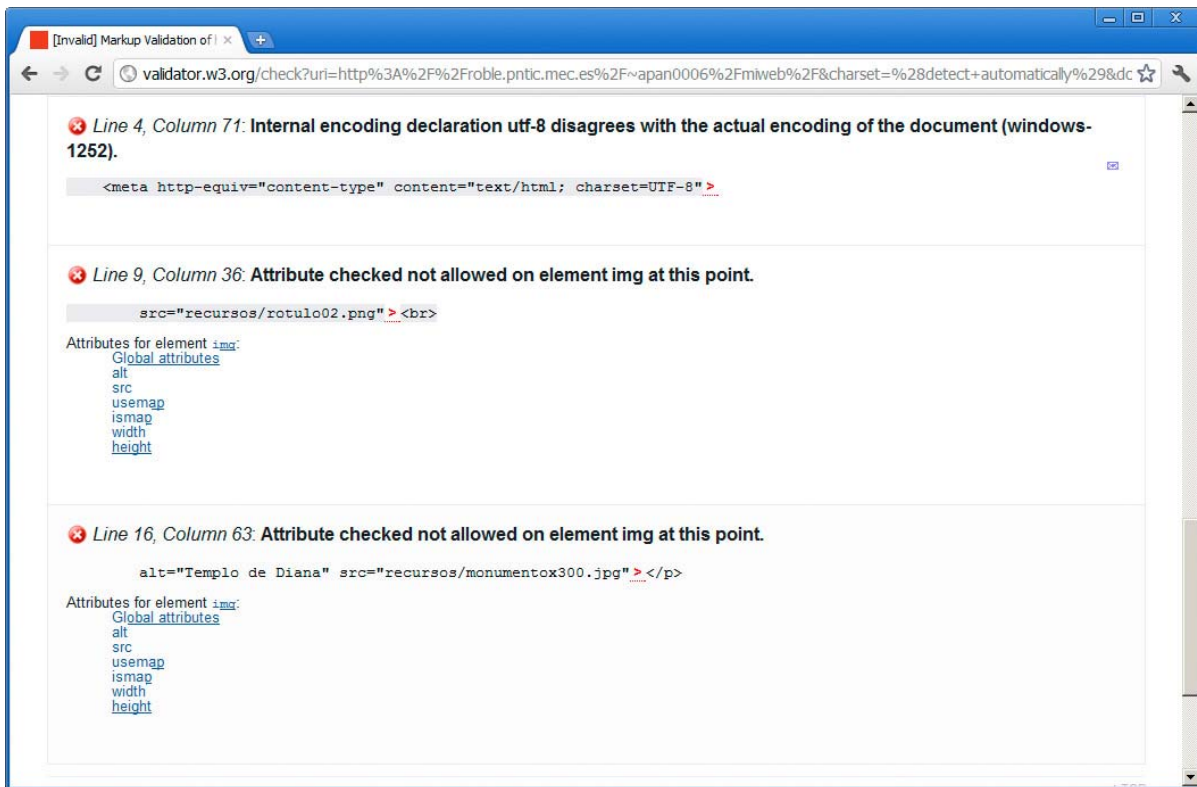 [Invalid] Markup Validation of
validator.w3.org/check?uri=http%3A%2F%2Froble.pntic.mec.es%2F~apan0006%2Fmiweb%2F&charset=%28detect+automatically%29&dc
Line 4, Column 71: Internal encoding declaration utf-8 disagrees with the actual encoding of the document (windows-
1252).
<meta http-equiv="content-type" content="text/html; charset=UTF-8">
Line 9, Column 36: Attribute checked not allowed on element img at this point.
src="recursos/rotulo02.png"><br>
Attributes for element img:
Global attributes
alt
src
usemap
ismap
width
height
Line 16, Column 63: Attribute checked not allowed on element img at this point.
alt="Templo de Diana" src="recursos/monumentox300.jpg"></p>
Attributes for element img:
Global attributes
alt
src
usemap
ismap
width
height